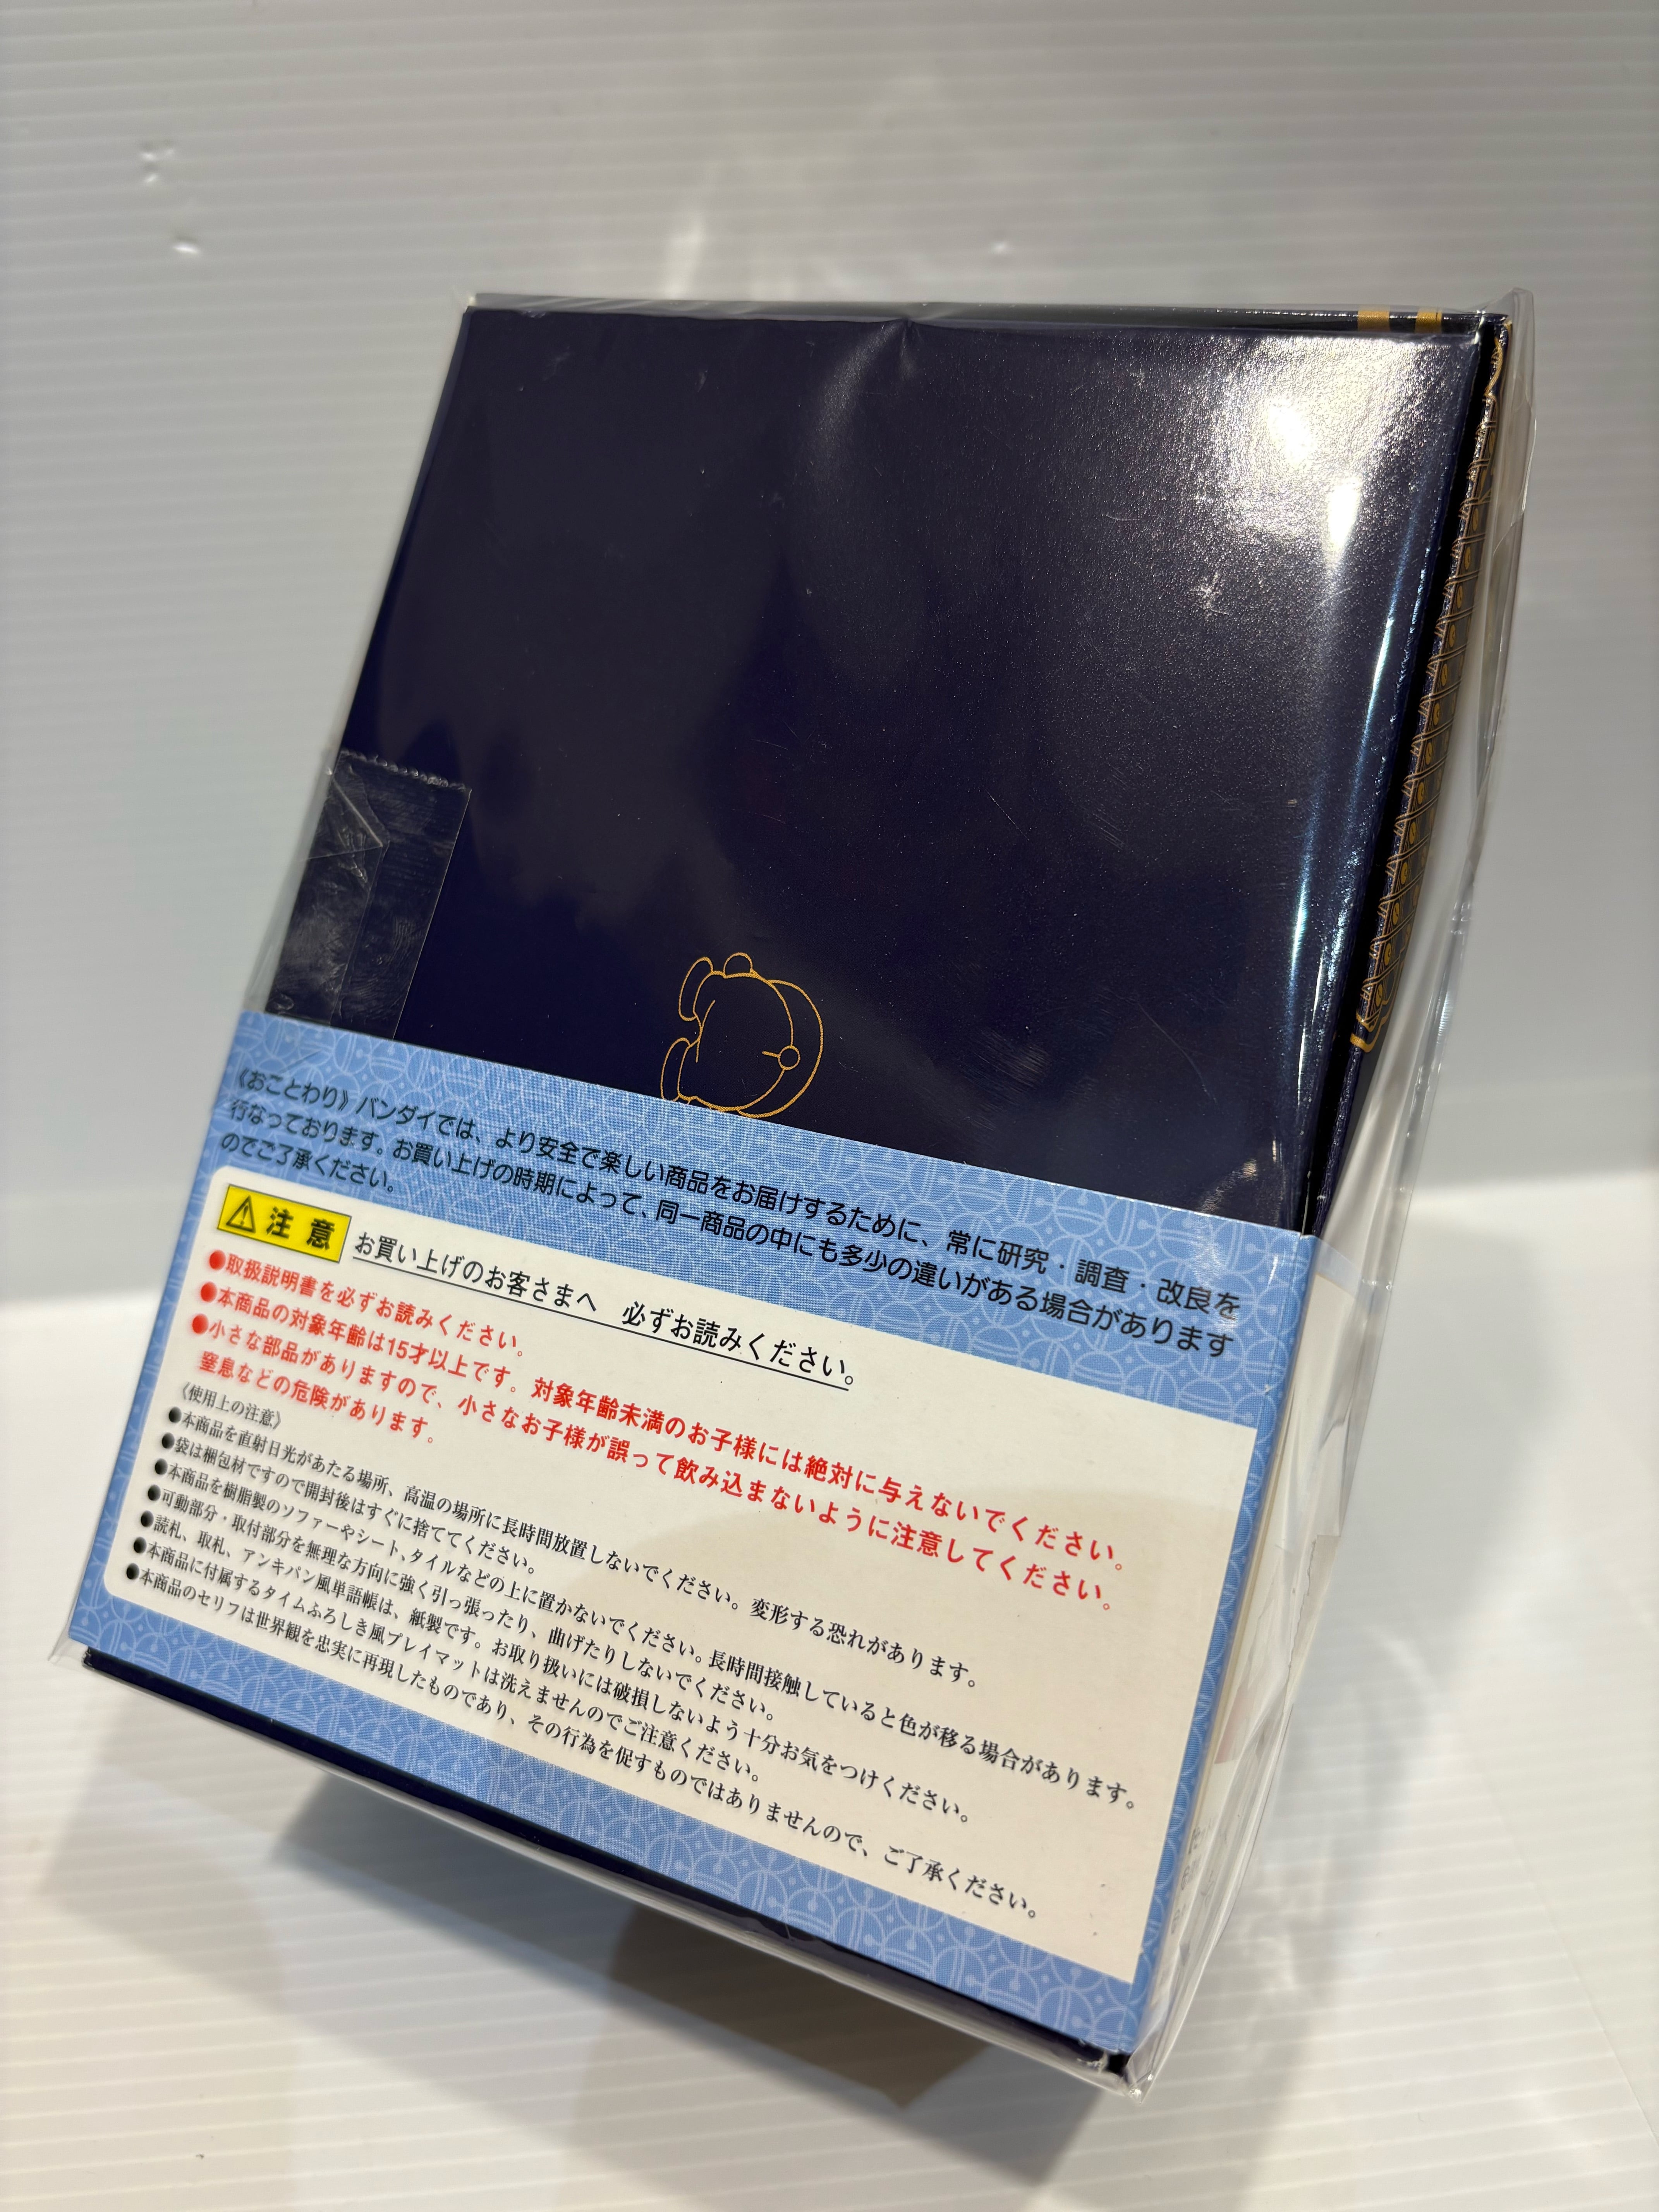 《おことわり》バンダイでは、より安全で楽しい商品をお届けするために、常に研究・調査・改良を
行なっております。お買い上げの時期によって、同一商品の中にも多少の違いがある場合があります
のでご了承ください。
注意 お買い上げのお客さまへ 必ずお読みください。
●取扱説明書を必ずお読みください。
●本商品の対象年齢は15才以上です。対象年齢未満のお子様には絶対に与えないでください。
●小さな部品がありますので、小さなお子様が誤って飲み込まないように注意してください。
窒息などの危険があります。
《使用上の注意》
●本商品を直射日光があたる場所、高温の場所に長時間放置しないでください。変形する恐れがあります。
●袋は梱包材ですので開封後はすぐに捨ててください。
●本商品を樹脂製のソファーやシート、タイルなどの上に置かないでください。長時間接触していると色が移る場合があります。
●可動部分・取付部分を無理な方向に強く引っ張ったり、曲げたりしないでください。
●読札、取札、アンキパン風単語帳は、紙製です。お取り扱いには破損しないよう十分お気をつけください。
●本商品に付属するタイムふろしき風プレイマットは洗えませんのでご注意ください。
●本商品のセリフは世界観を忠実に再現したものであり、その行為を促すものではありませんので、ご了承ください。